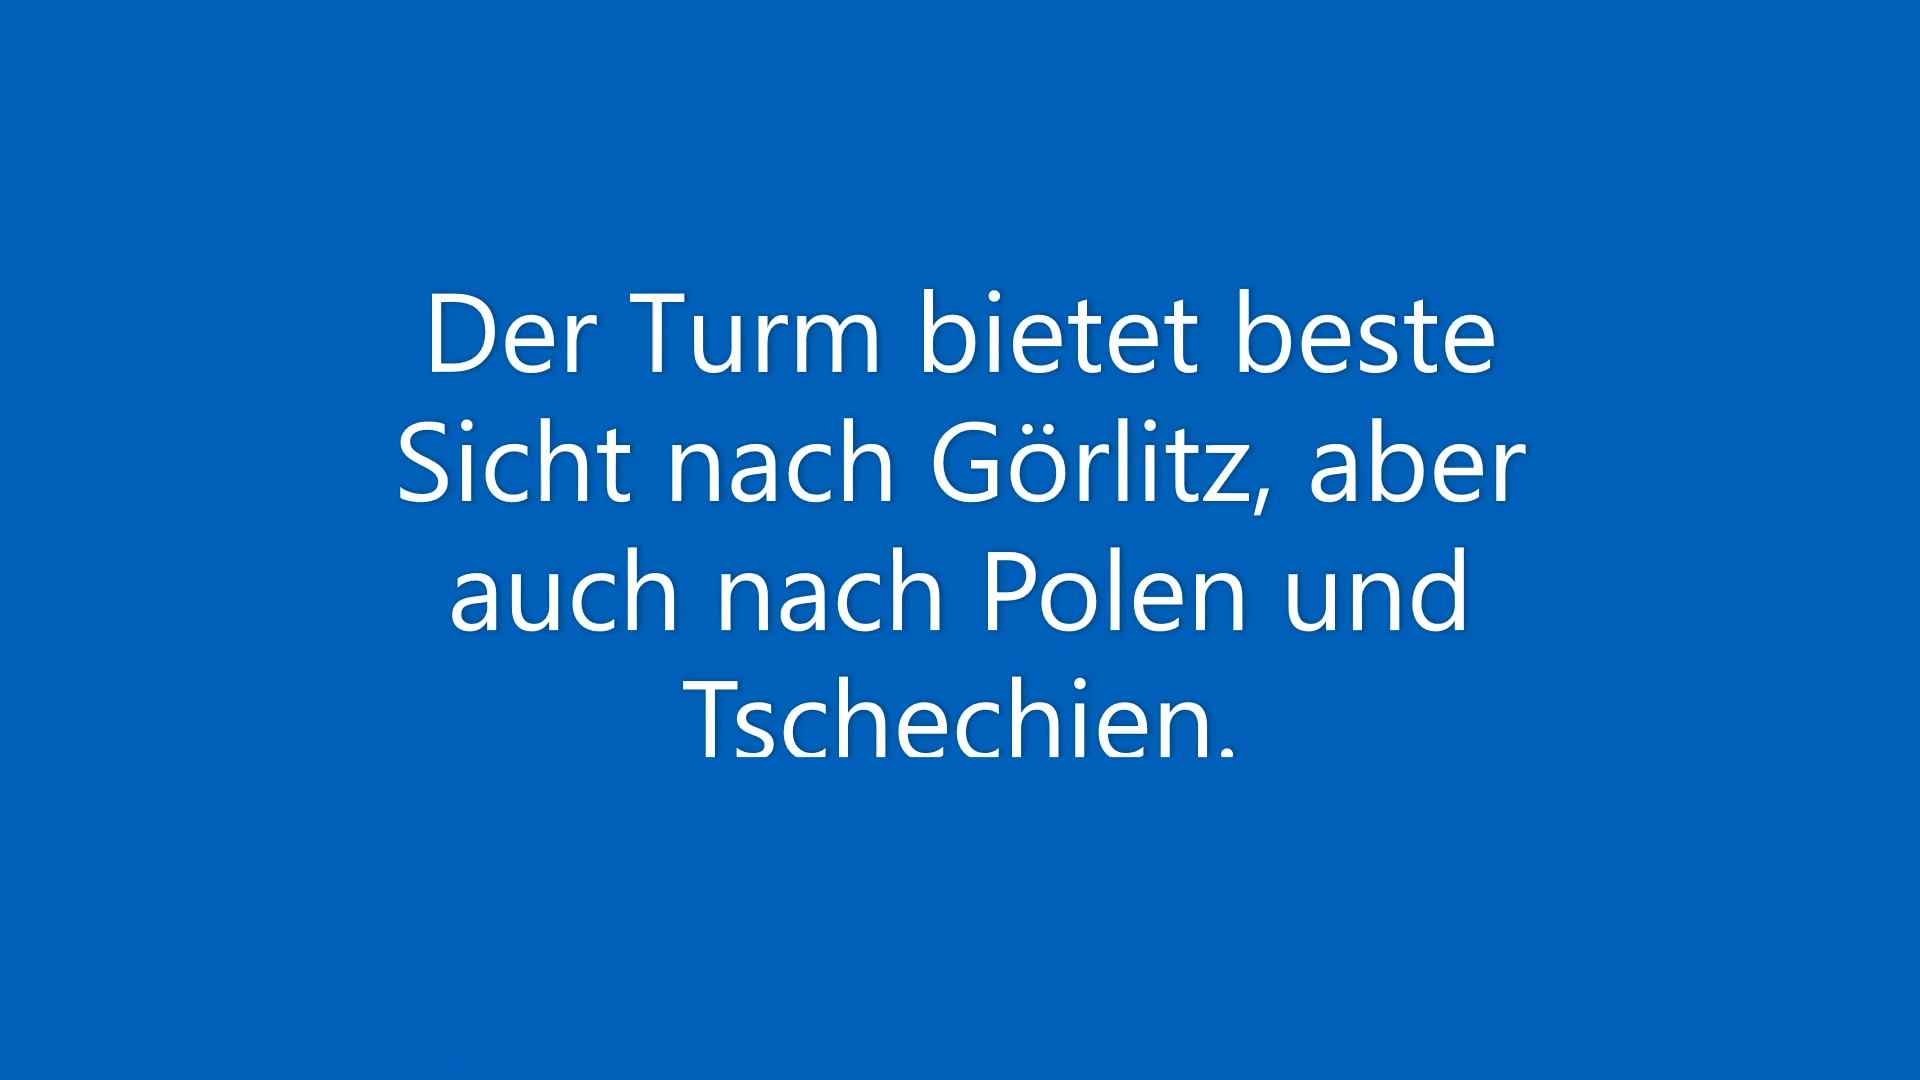 Der Turm bietet beste
Sicht nach Görlitz, aber
auch nach Polen und
Tschechien.